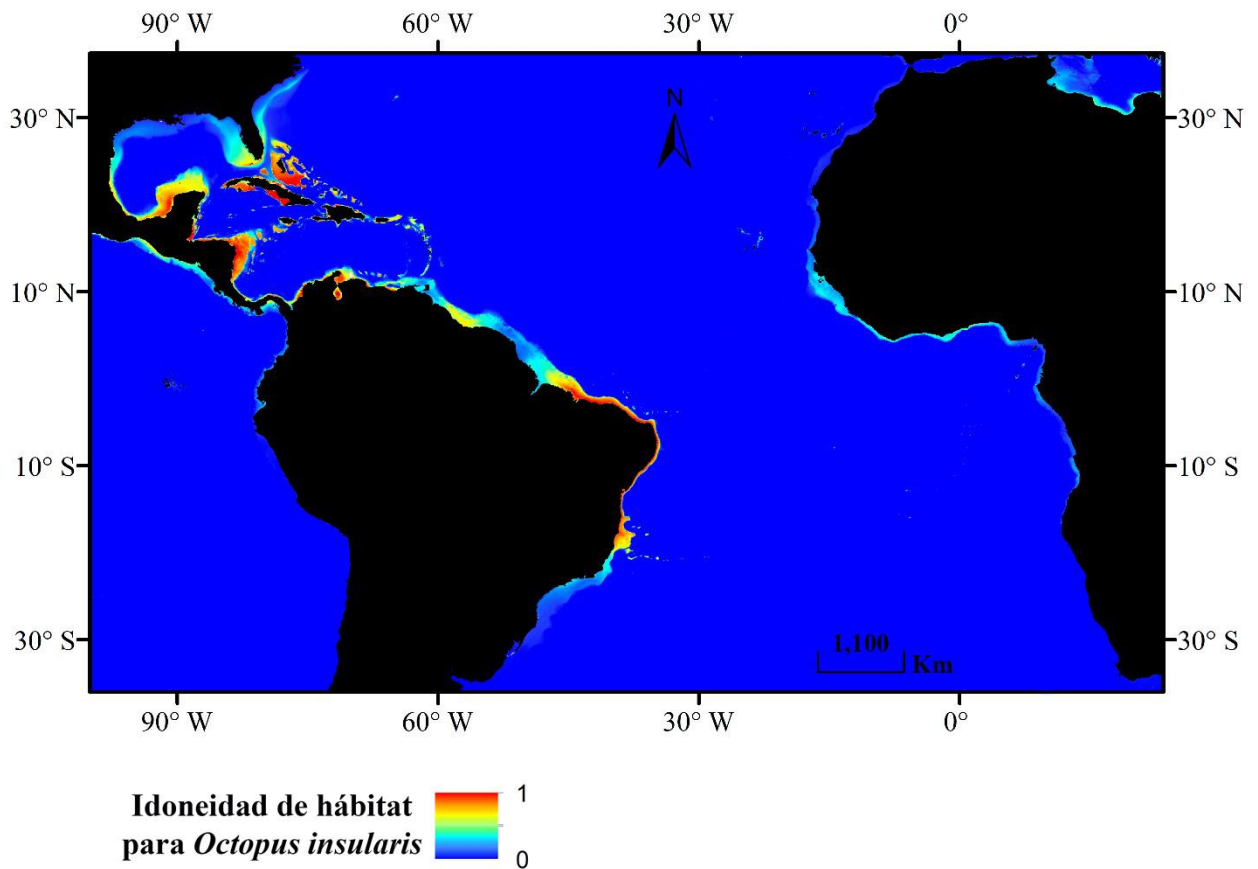 90° W 60° W 30° W 0°
30° N 30° N
N
10° N 10° N
10° S 10° S
30° S 30° S
1,100
Km
90° W 60° W 30° W 0°
Idoneidad de hábitat 1
para Octopus insularis 0